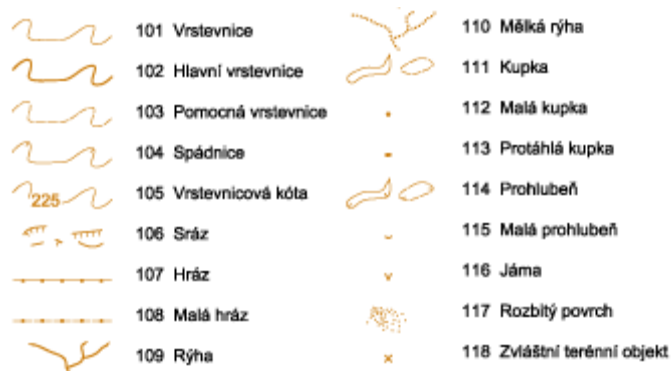 101 Vrstevnice
102 Hlavní vrstevnice
103 Pomocná vrstevnice
104 Spádnice
225 105 Vrstevnicová kóta
106 Sráz
107 Hráz
108 Malá hráz
109 Rýha
110 Mělká rýha
111 Kupka
112 Malá kupka
113 Protáhlá kupka
114 Prohlubeň
115 Malá prohlubeň
116 Jáma
117 Rozbitý povrch
118 Zvláštní terénní objekt